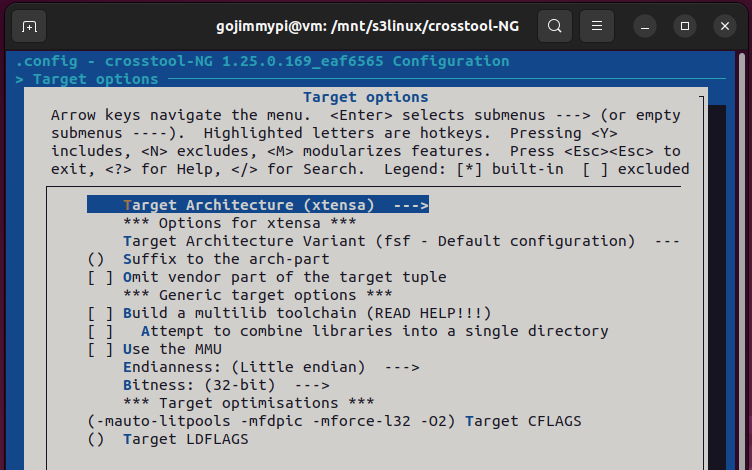 gojimmypi@vm: /mnt/s3linux/crosstool-NG
.config - crosstool-NG 1.25.0.169_eaf6565 Configuration
> Target options
Target options
Arrow keys navigate the menu.  <Enter> selects submenus ---> (or empty
submenus ----).  Highlighted letters are hotkeys.  Pressing <Y>
includes, <N> excludes, <M> modularizes features.  Press <Esc><Esc> to
exit, <?> for Help, </> for Search.  Legend: [*] built-in  [ ] excluded
Target Architecture (xtensa)  --->
*** Options for xtensa ***
Target Architecture Variant (fsf - Default configuration)  ---
()  Suffix to the arch-part
[ ] Omit vendor part of the target tuple
*** Generic target options ***
[ ] Build a multilib toolchain (READ HELP!!!)
[ ]   Attempt to combine libraries into a single directory
[ ] Use the MMU
Endianness: (Little endian)  --->
Bitness: (32-bit)  --->
*** Target optimisations ***
(-mauto-litpools -mfdpic -mforce-l32 -O2) Target CFLAGS
()  Target LDFLAGS